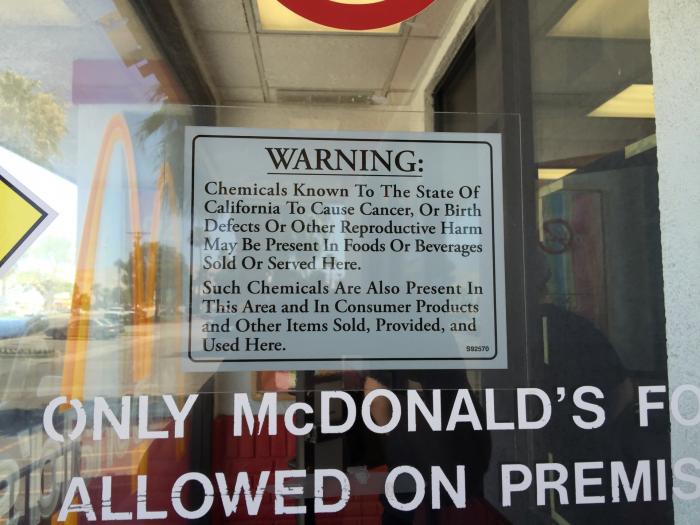 WARNING:
Chemicals Known To The State Of
California To Cause Cancer, Or Birth
Defects Or Other Reproductive Harm
May Be Present In Foods Or Beverages
Sold Or Served Here.
Such Chemicals Are Also Present In
This Area and In Consumer Products
and Other Items Sold, Provided, and
Used Here.
S92570
ONLY McDONALD'S FO
ALLOWED ON PREMIS